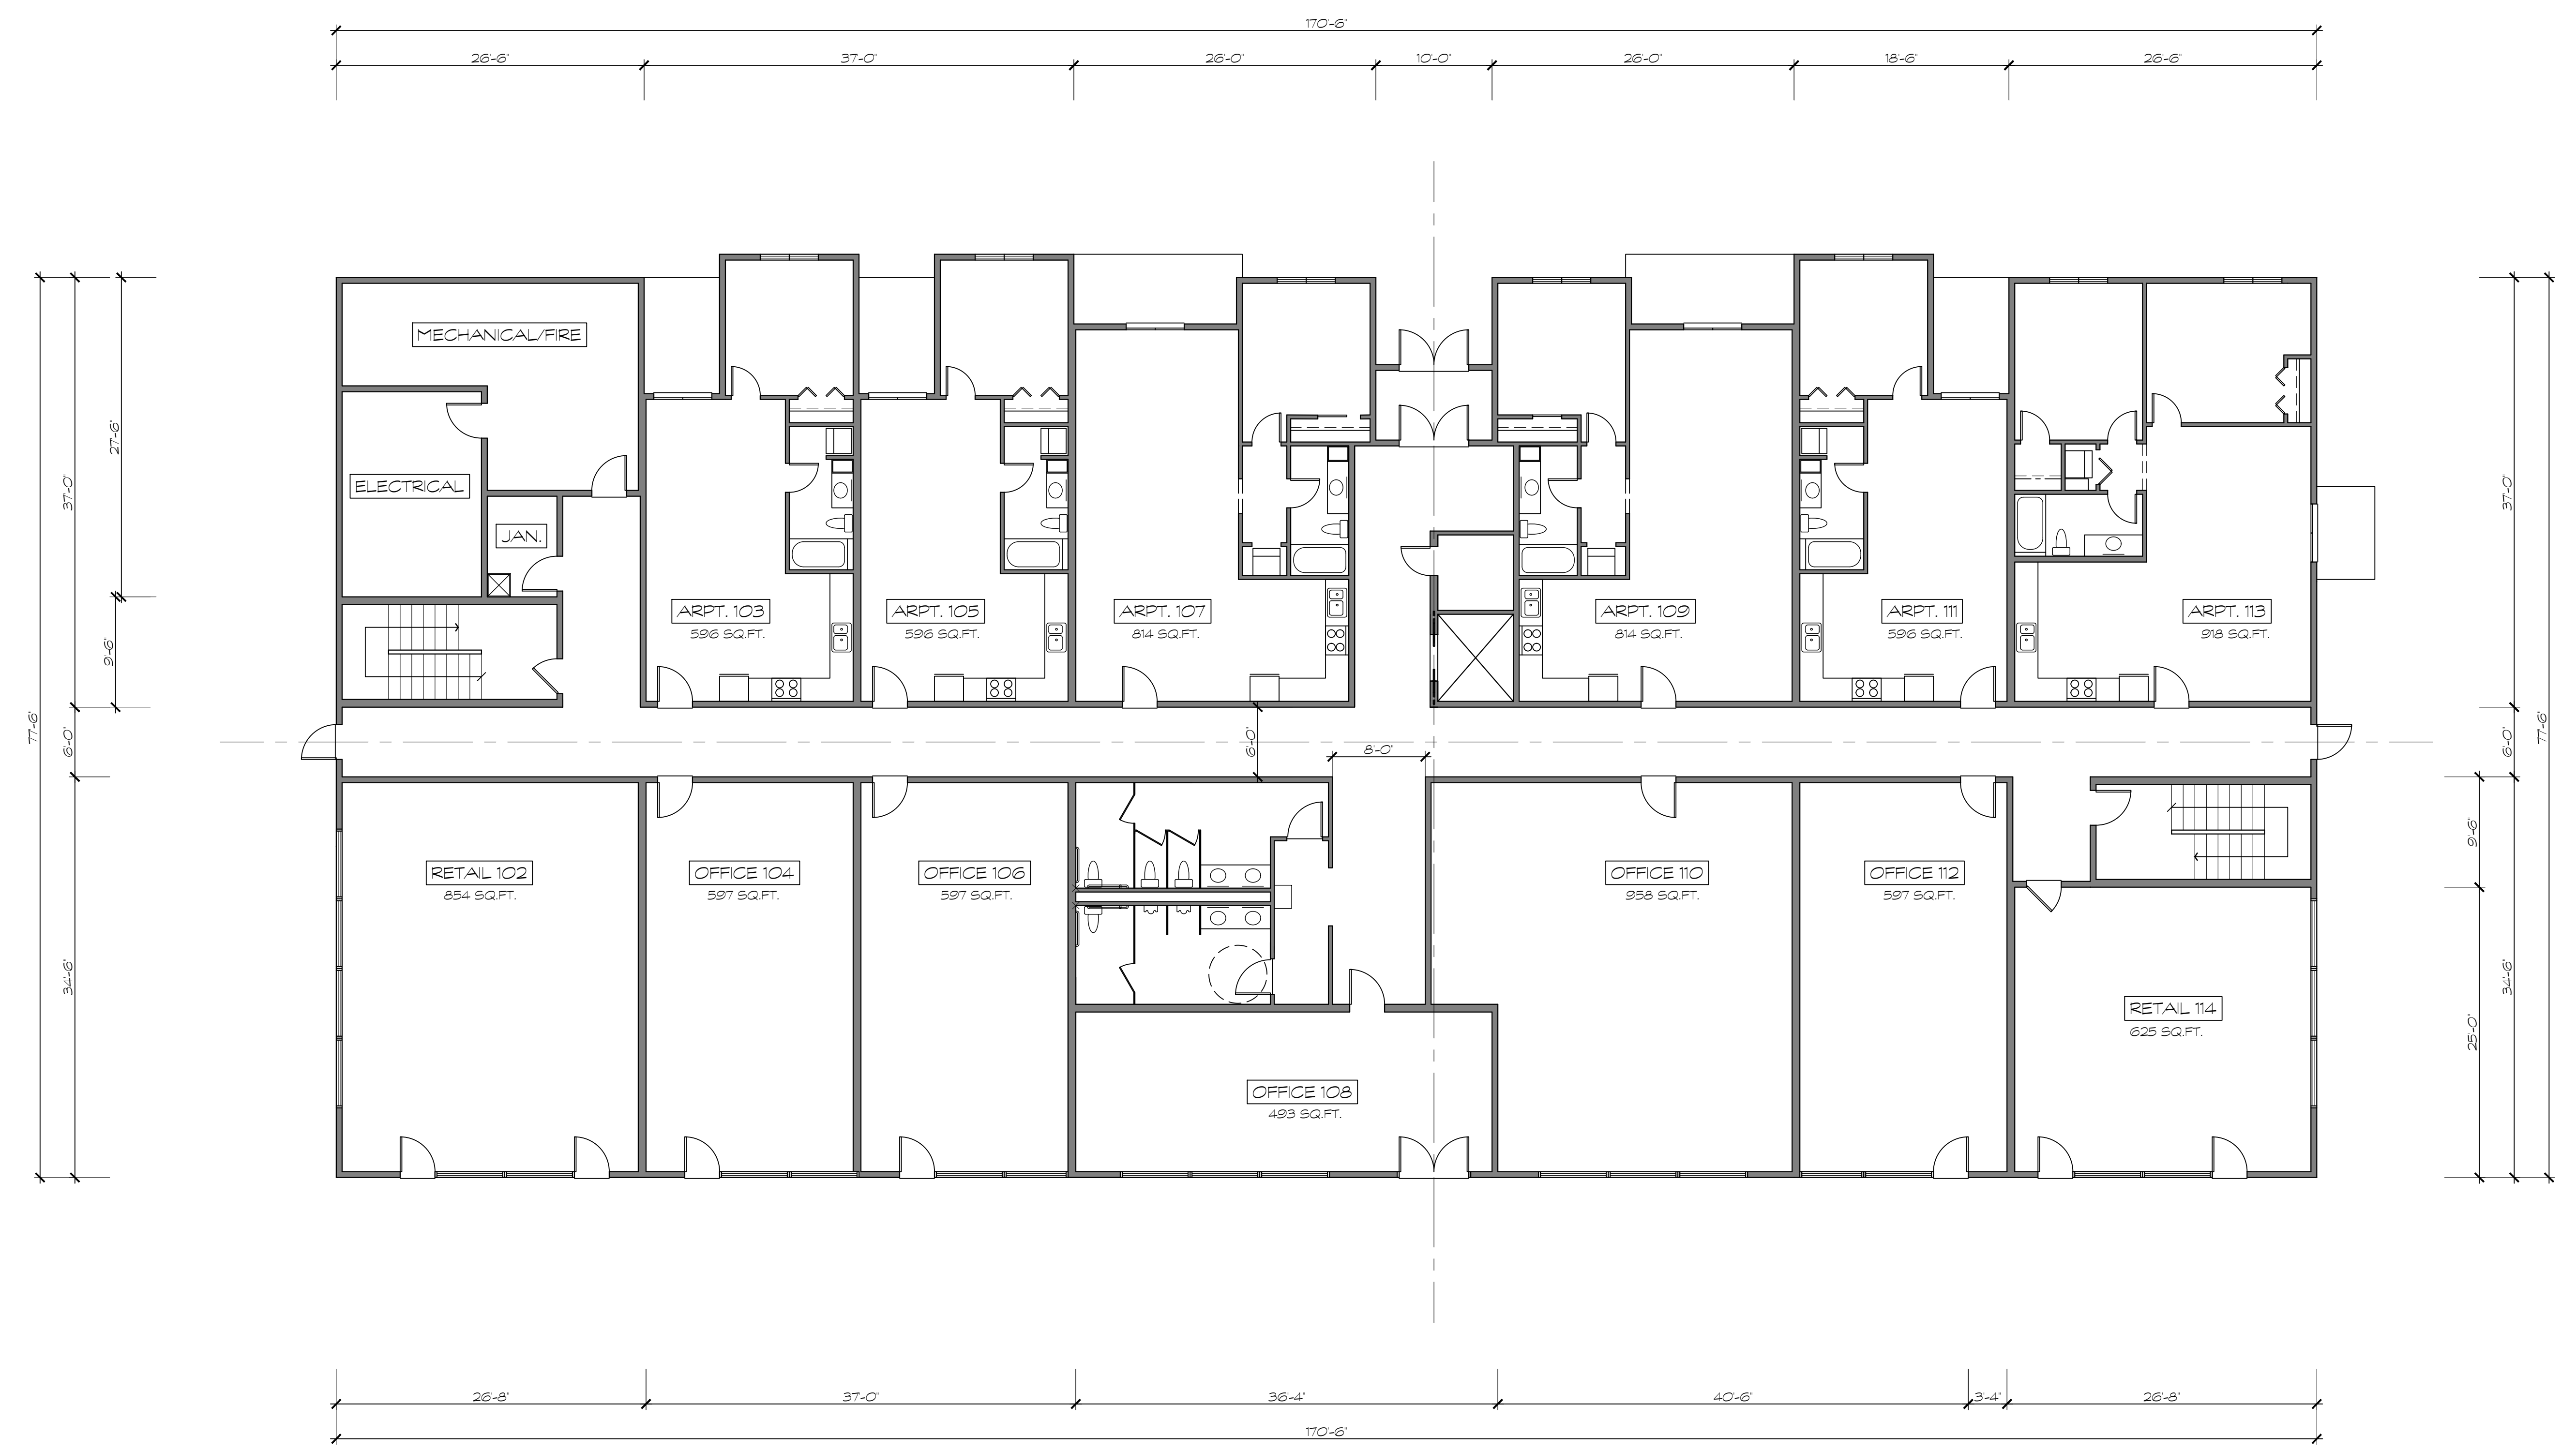 170'-6"
26'-6"
37'-0"
26'-0"
10'-0"
26'-0"
18'-6"
26'-6"
MECHANICAL/FIRE
ELECTRICAL
JAN.
ARPT. 103
596 SQ.FT.
ARPT. 105
596 SQ.FT.
ARPT. 107
814 SQ.FT.
ARPT. 109
814 SQ.FT.
ARPT. 111
596 SQ.FT.
ARPT. 113
918 SQ.FT.
77'-6"
37'-0"
6'-0"
34'-6"
27'-6"
9'-6"
6'-0"
8'-0"
37'-0"
6'-0"
34'-6"
77'-6"
9'-6"
25'-0"
RETAIL 102
854 SQ.FT.
OFFICE 104
597 SQ.FT.
OFFICE 106
597 SQ.FT.
OFFICE 110
958 SQ.FT.
OFFICE 112
597 SQ.FT.
RETAIL 114
625 SQ.FT.
OFFICE 108
493 SQ.FT.
26'-8"
37'-0"
36'-4"
40'-6"
3'-4"
26'-8"
170'-6"